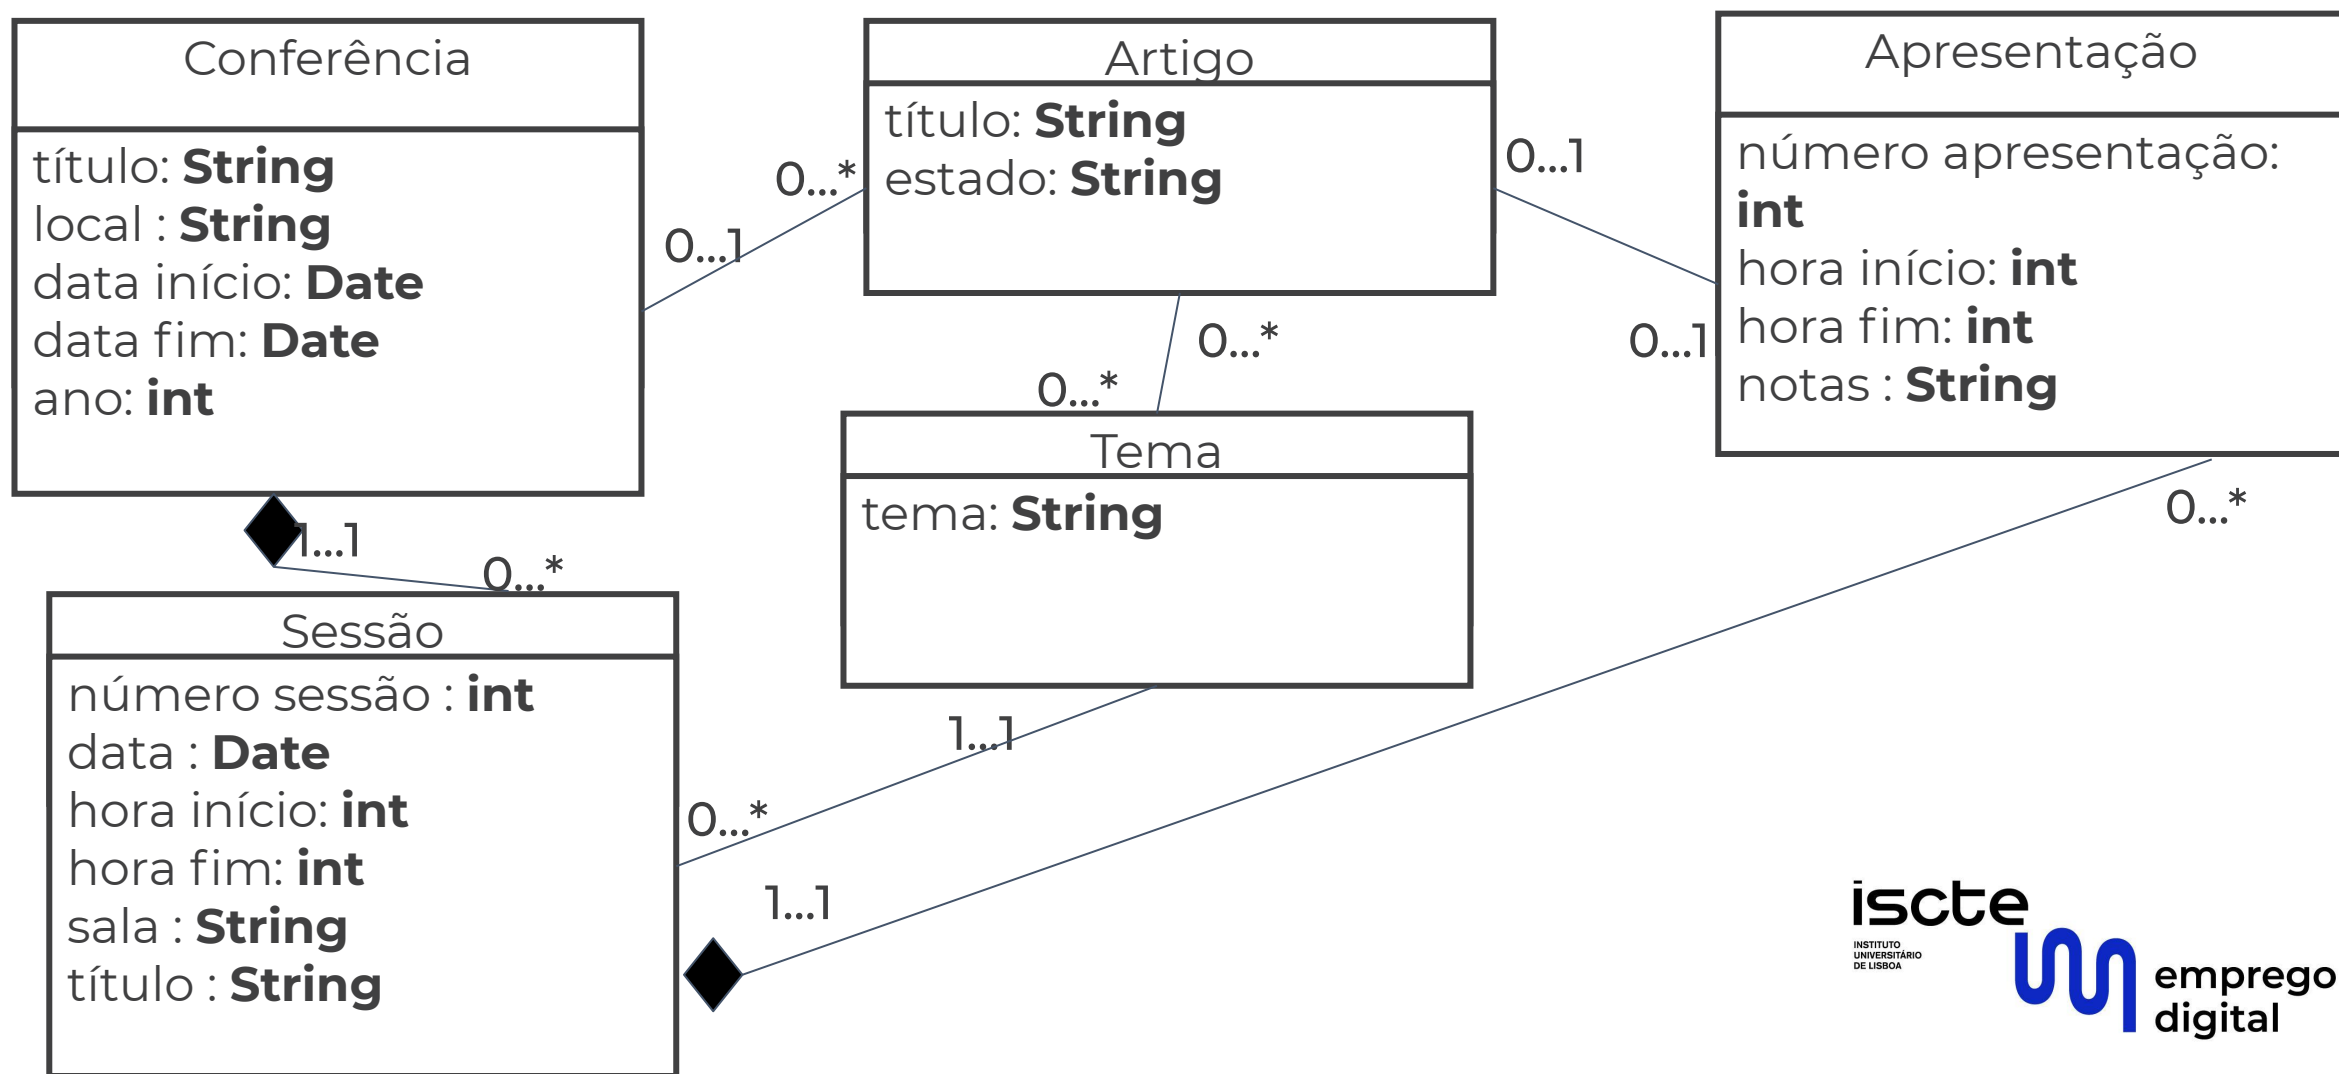 Conferência
título: String
local : String
data início: Date
data fim: Date
ano: int
0...1
0...*
Artigo
título: String
estado: String
0...1
0...1
Apresentação
número apresentação:
int
hora início: int
hora fim: int
notas : String
0...*
0...*
Tema
tema: String
1...1
0...*
Sessão
número sessão : int
data : Date
hora início: int
hora fim: int
sala : String
título : String
1...1
0...*
1...1
0...*
iscte
INSTITUTO
UNIVERSITÁRIO
DE LISBOA
emprego
digital